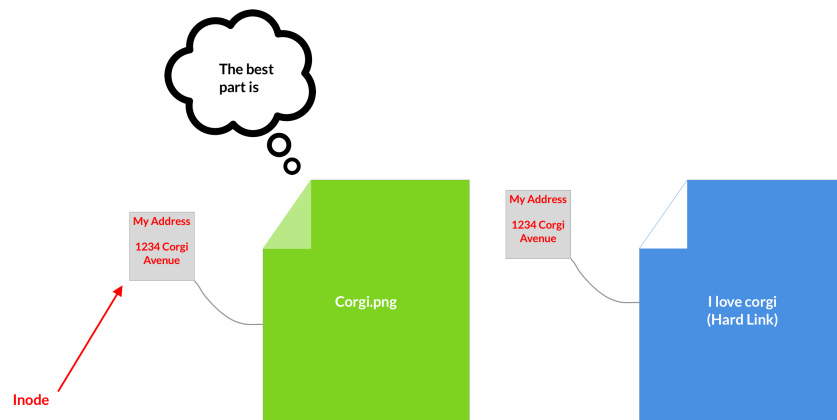 The best
part is
My Address
1234 Corgi
Avenue
Corgi.png
Inode
My Address
1234 Corgi
Avenue
I love corgi
(Hard Link)